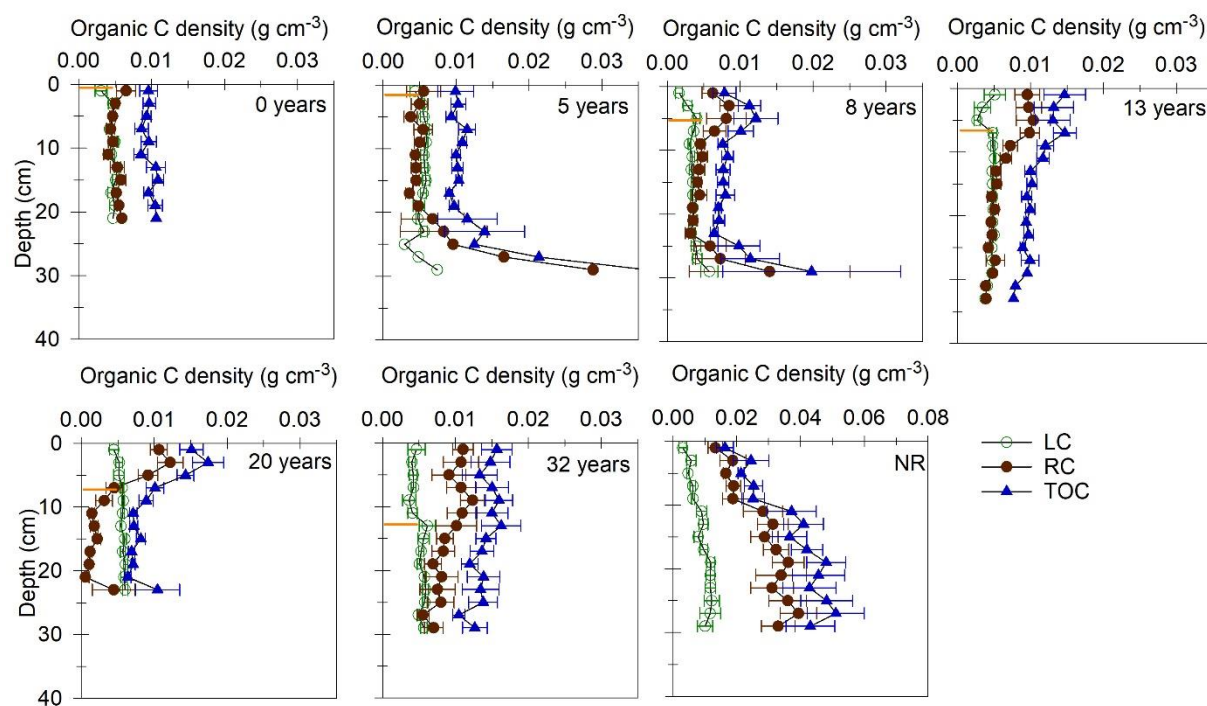 Organic C density (g cm-3) Organic C density (g cm-3) Organic C density (g cm-3) Organic C density (g cm-3)
0.00 0.01 0.02 0.03 0.00 0.01 0.02 0.03 0.00 0.01 0.02 0.03 0.00 0.01 0.02 0.03
0
10
20
30
40
Depth (cm)
0 years
5 years
8 years
13 years
Organic C density (g cm-3) Organic C density (g cm-3) Organic C density (g cm-3)
0.000 0.01 0.02 0.03 0.00 0.01 0.02 0.03 0.00 0.02 0.04 0.06 0.08
0
10
20
30
40
Depth (cm)
20 years
32 years
NR
LC
RC
TOC